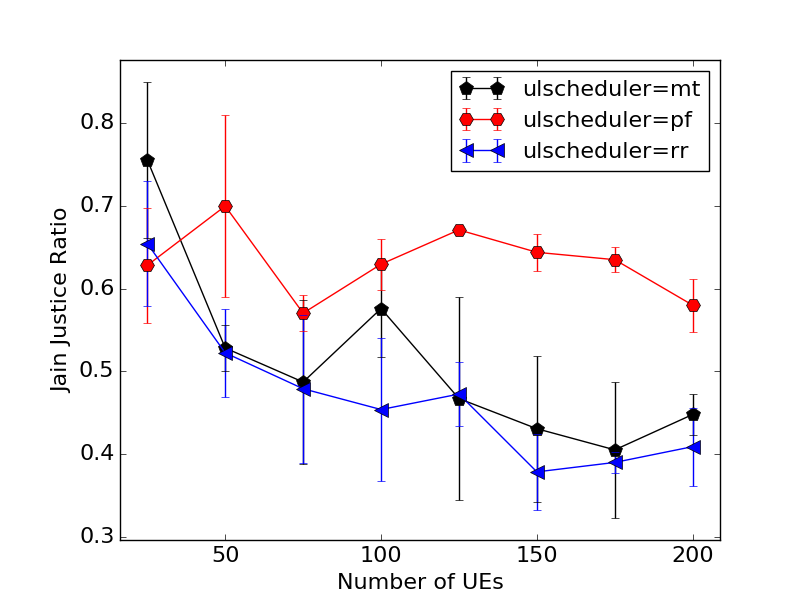 ulscheduler=mt
ulscheduler=pf
ulscheduler=rr
0.8
0.7
0.6
0.5
0.4
0.3
Jain Justice Ratio
50 100 150 200
Number of UEs